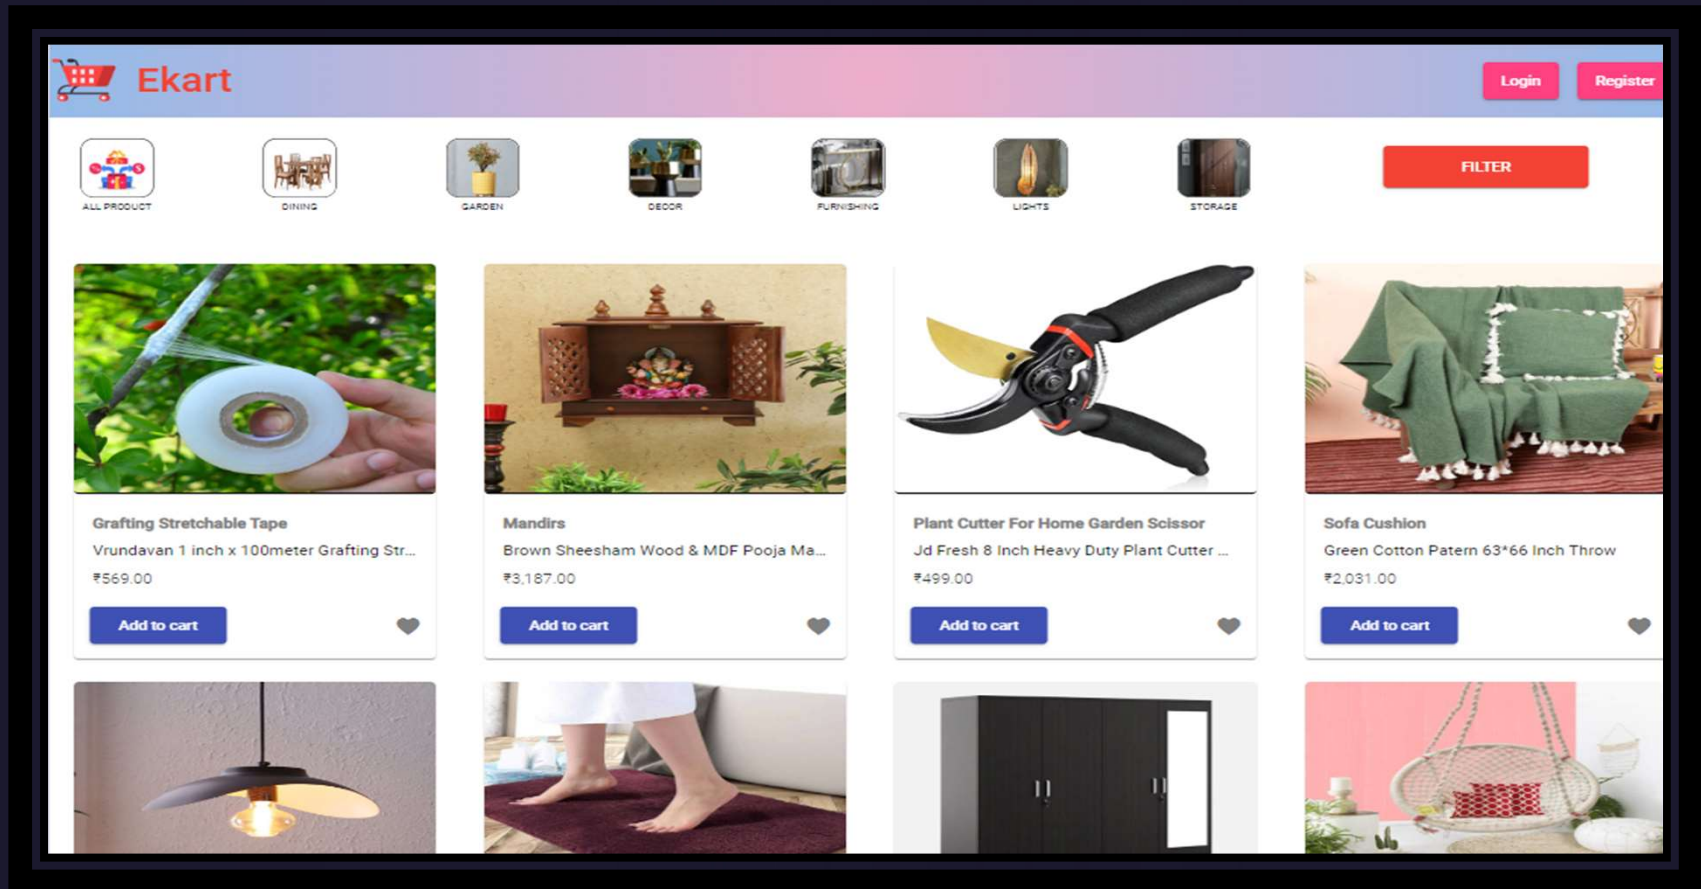 Ekart
Login
Register
ALL PRODUCT
DINING
GARDEN
DECOR
FURNISHING
LIGHTS
STORAGE
FILTER
Grafting Stretchable Tape
Vrundavan 1 inch x 100meter Grafting Str...
₹569.00
Add to cart
Mandirs
Brown Sheesham Wood & MDF Pooja Ma...
₹3,187.00
Add to cart
Plant Cutter For Home Garden Scissor
Jd Fresh 8 Inch Heavy Duty Plant Cutter ...
₹499.00
Add to cart
Sofa Cushion
Green Cotton Patern 63*66 Inch Throw
₹2,031.00
Add to cart